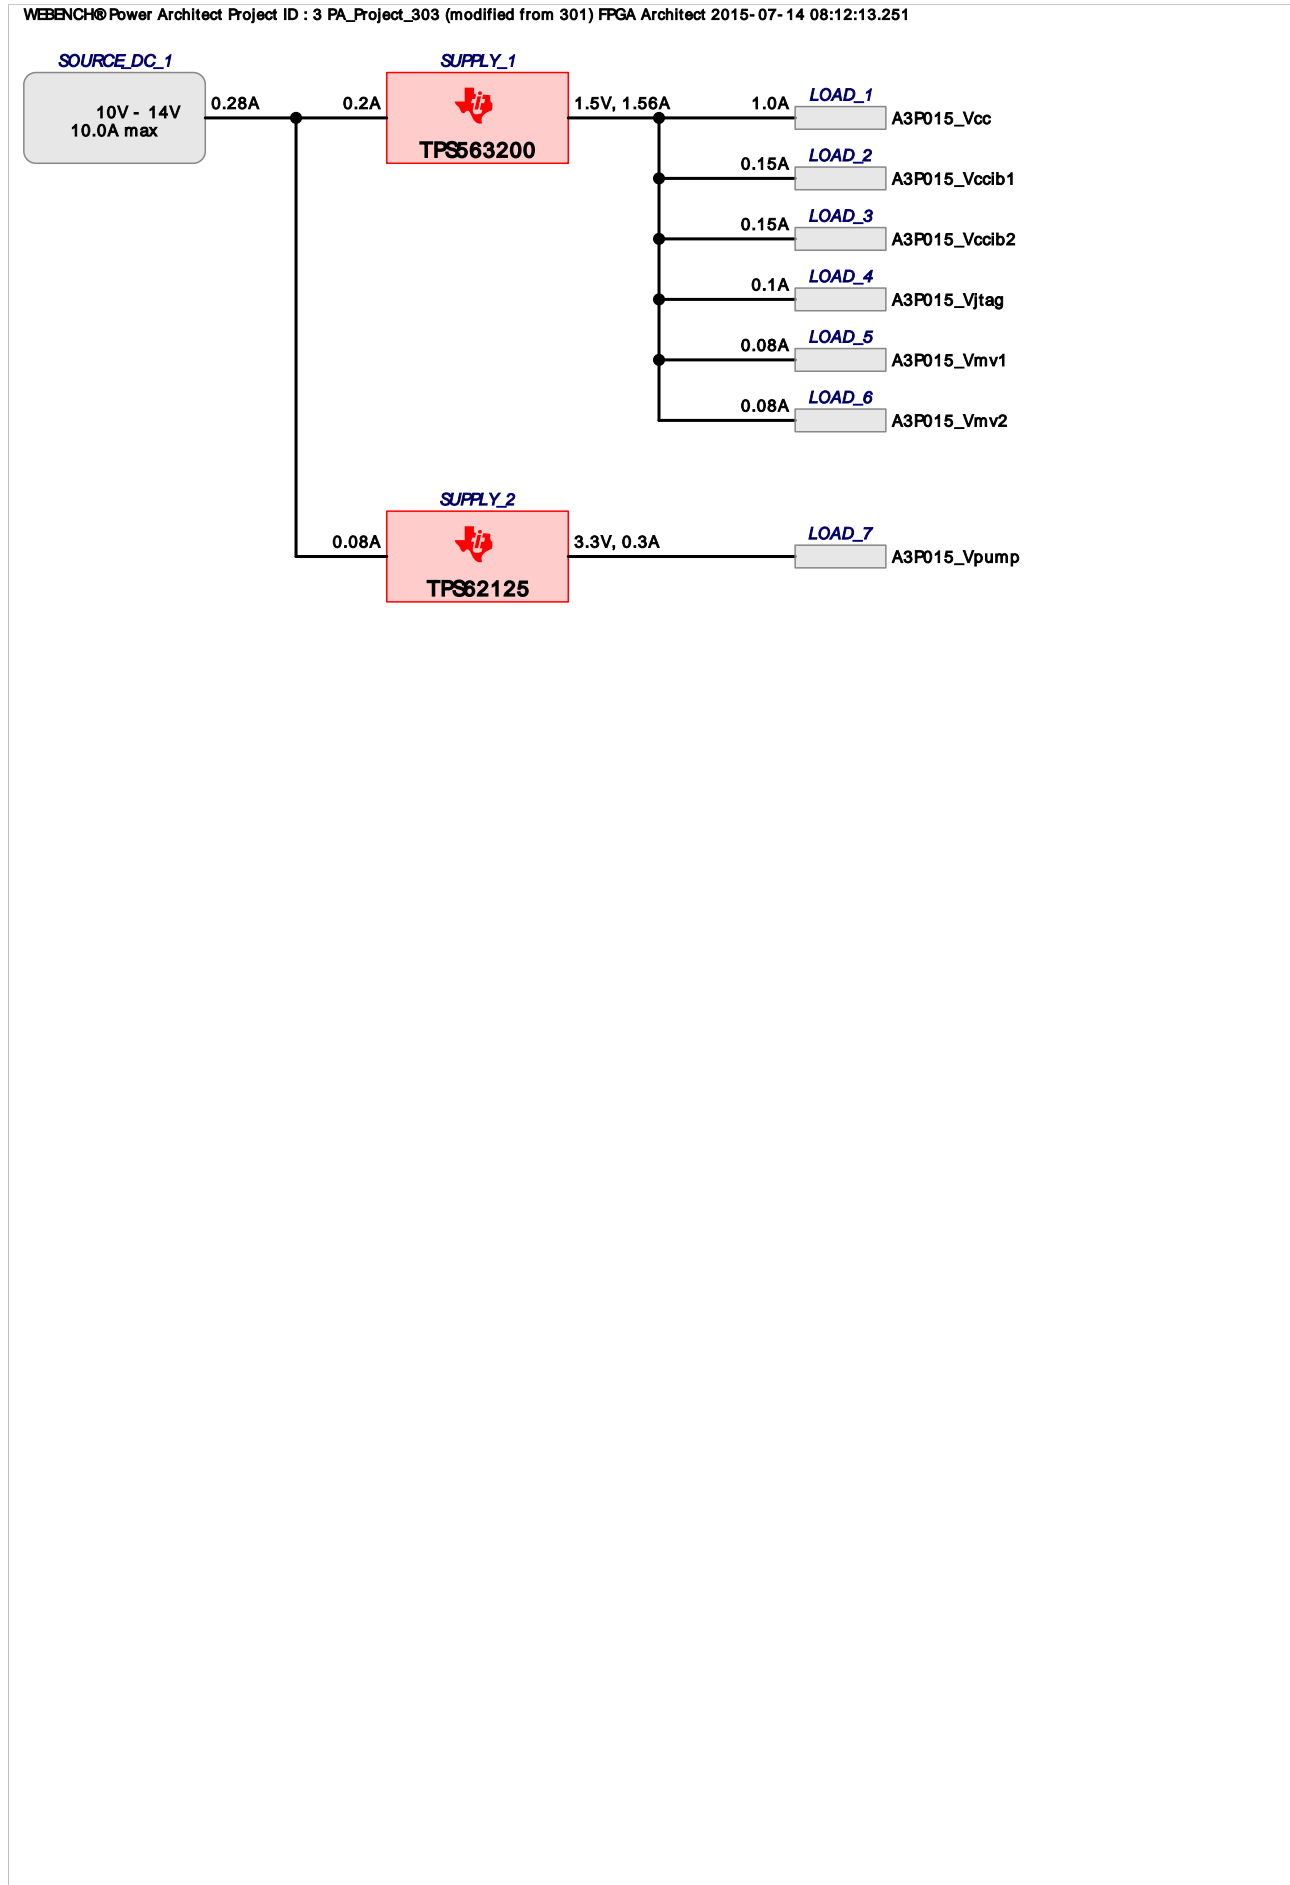 WEBENCH® Power Architect Project ID : 3 PA_Project_303 (modified from 301) FPGA Architect 2015-07-14 08:12:13.251
SOURCE_DC_1
10V - 14V
10.0A max
0.28A
0.2A
SUPPLY_1
TPS563200
1.5V, 1.56A
1.0A
LOAD_1
A3P015_Vcc
0.15A
LOAD_2
A3P015_Vccib1
0.15A
LOAD_3
A3P015_Vccib2
0.1A
LOAD_4
A3P015_Vjtag
0.08A
LOAD_5
A3P015_Vmv1
0.08A
LOAD_6
A3P015_Vmv2
0.08A
SUPPLY_2
TPS62125
3.3V, 0.3A
LOAD_7
A3P015_Vpump